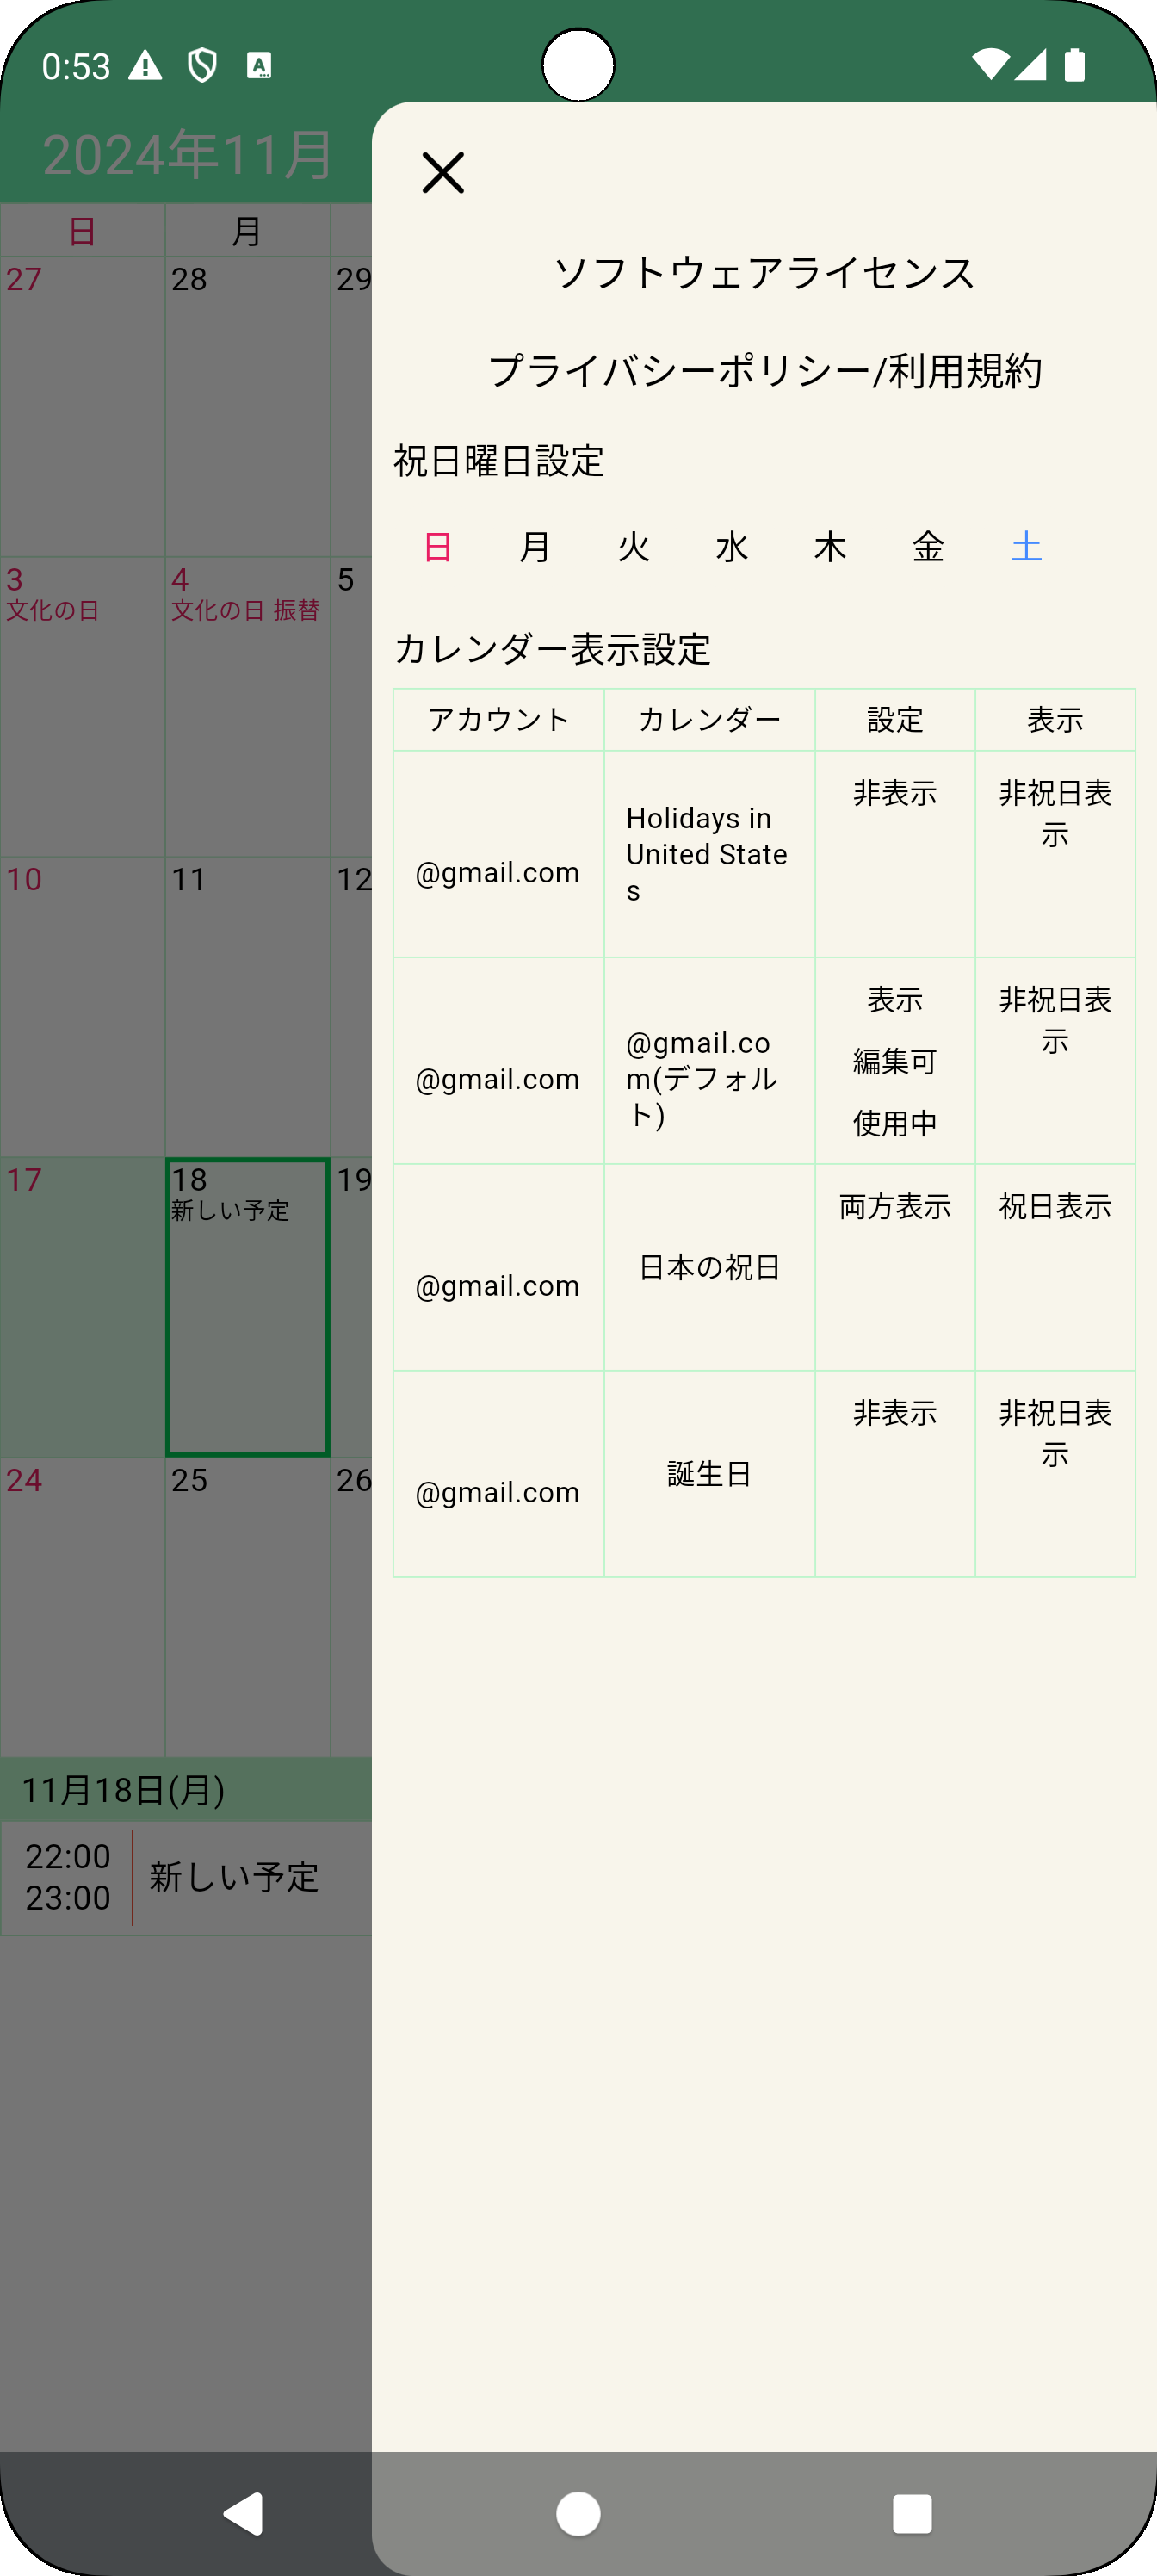 0:53
2024年11月
日 月
27 28 29
3 4 5
文化の日 文化の日 振替
10 11 12
17 18 19
新しい予定
24 25 26
11月18日(月)
22:00
23:00
新しい予定
ソフトウェアライセンス
プライバシーポリシー/利用規約
祝日曜日設定
日 月 火 水 木 金 土
カレンダー表示設定
アカウント カレンダー 設定 表示
@gmail.com
Holidays in
United State
s
非表示
非祝日表
示
@gmail.com
@gmail.co
m(デフォル
ト)
表示
編集可
使用中
非祝日表
示
@gmail.com
日本の祝日
両方表示
祝日表示
@gmail.com
誕生日
非表示
非祝日表
示